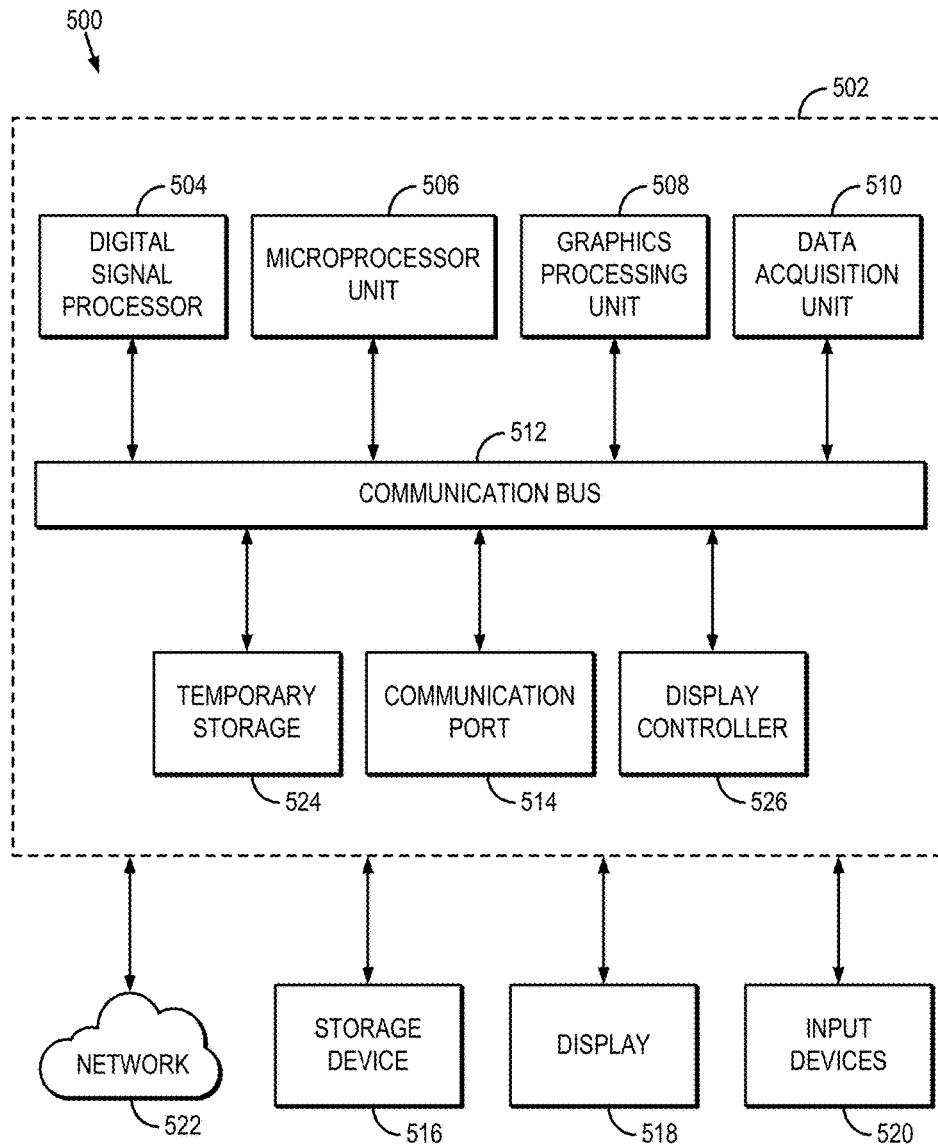 500
502
504
506
508
510
DIGITAL
SIGNAL
PROCESSOR
MICROPROCESSOR
UNIT
GRAPHICS
PROCESSING
UNIT
DATA
ACQUISITION
UNIT
512
COMMUNICATION BUS
TEMPORARY
STORAGE
COMMUNICATION
PORT
DISPLAY
CONTROLLER
524
514
526
NETWORK
STORAGE
DEVICE
DISPLAY
INPUT
DEVICES
522
516
518
520